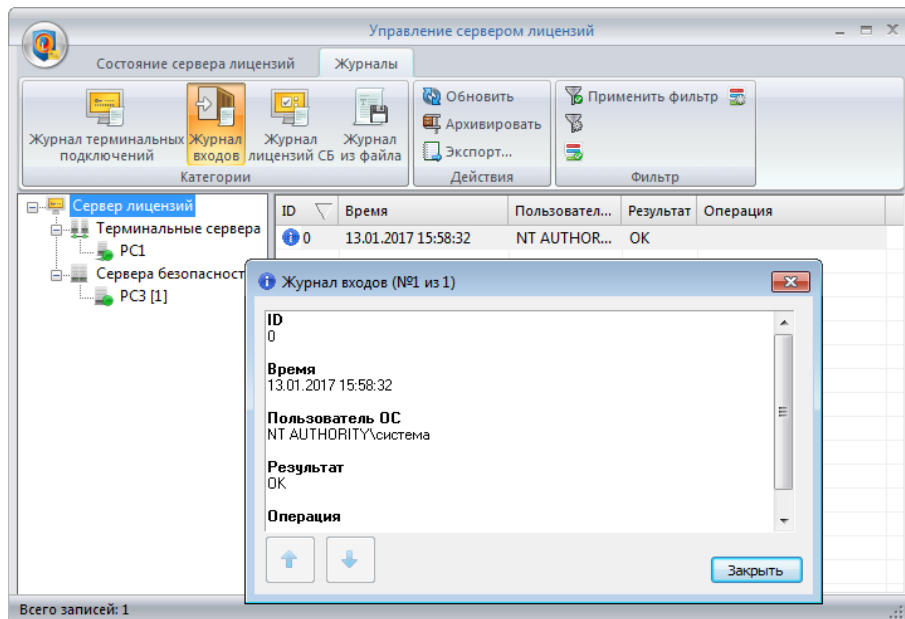 Управление сервером лицензий
Состояние сервера лицензий
Журналы
Журнал терминальных подключений
Журнал входов
Журнал лицензий СБ
Журнал из файла
Категории
Обновить
Архивировать
Экспорт...
Действия
Применить фильтр
Фильтр
Сервер лицензий
Терминальные сервера
PC1
Сервера безопасност
PC3 [1]
ID Время Пользовател... Результат Операция
0 13.01.2017 15:58:32 NT AUTHOR... OK
Журнал входов (№1 из 1)
ID
0
Время
13.01.2017 15:58:32
Пользователь ОС
NT AUTHORITY\система
Результат
OK
Операция
Закрыть
Всего записей: 1